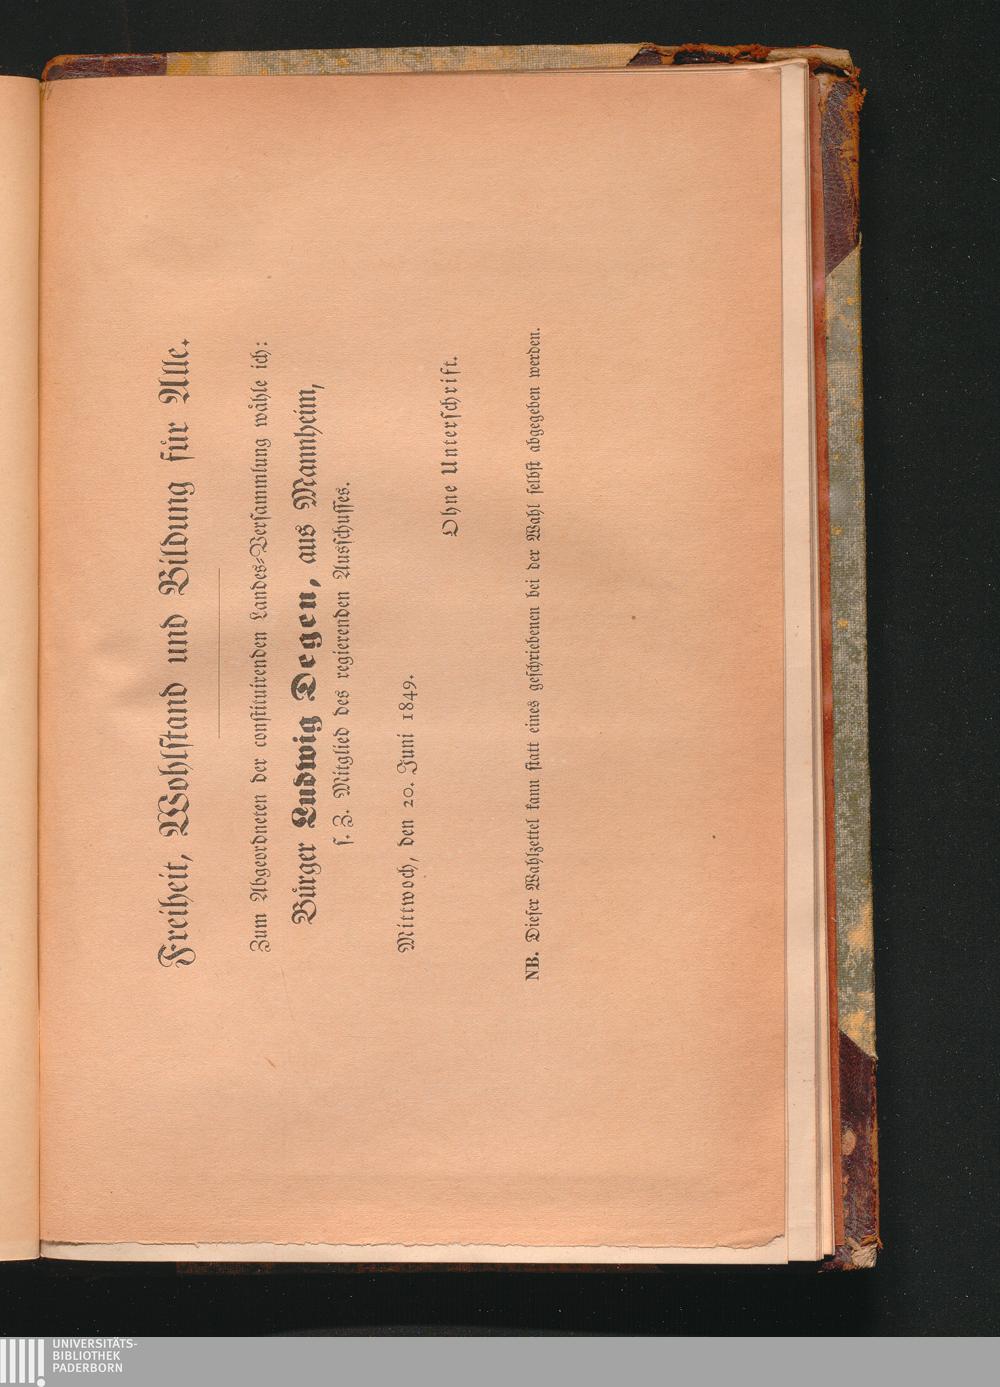 Freiheit, Wohlstand und Bildung für Alle.
Zum Abgeordneten der constituirenden Landes-Versammlung wähle ich:
Bürger Ludwig Degen, aus Mannheim,
s. Z. Mitglied des regierenden Ausschusses.
Mittwoch, den 20. Juni 1849.
Ohne Unterschrift.
NB. Dieser Wahlzettel kann statt eines geschriebenen bei der Wahl selbst abgegeben werden.
UNIVERSITÄTS-
BIBLIOTHEK
PADERBORN